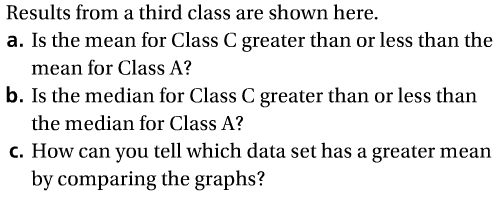 Results from a third class are shown here.
a. Is the mean for Class C greater than or less than the
mean for Class A?
b. Is the median for Class C greater than or less than
the median for Class A?
c. How can you tell which data set has a greater mean
by comparing the graphs?